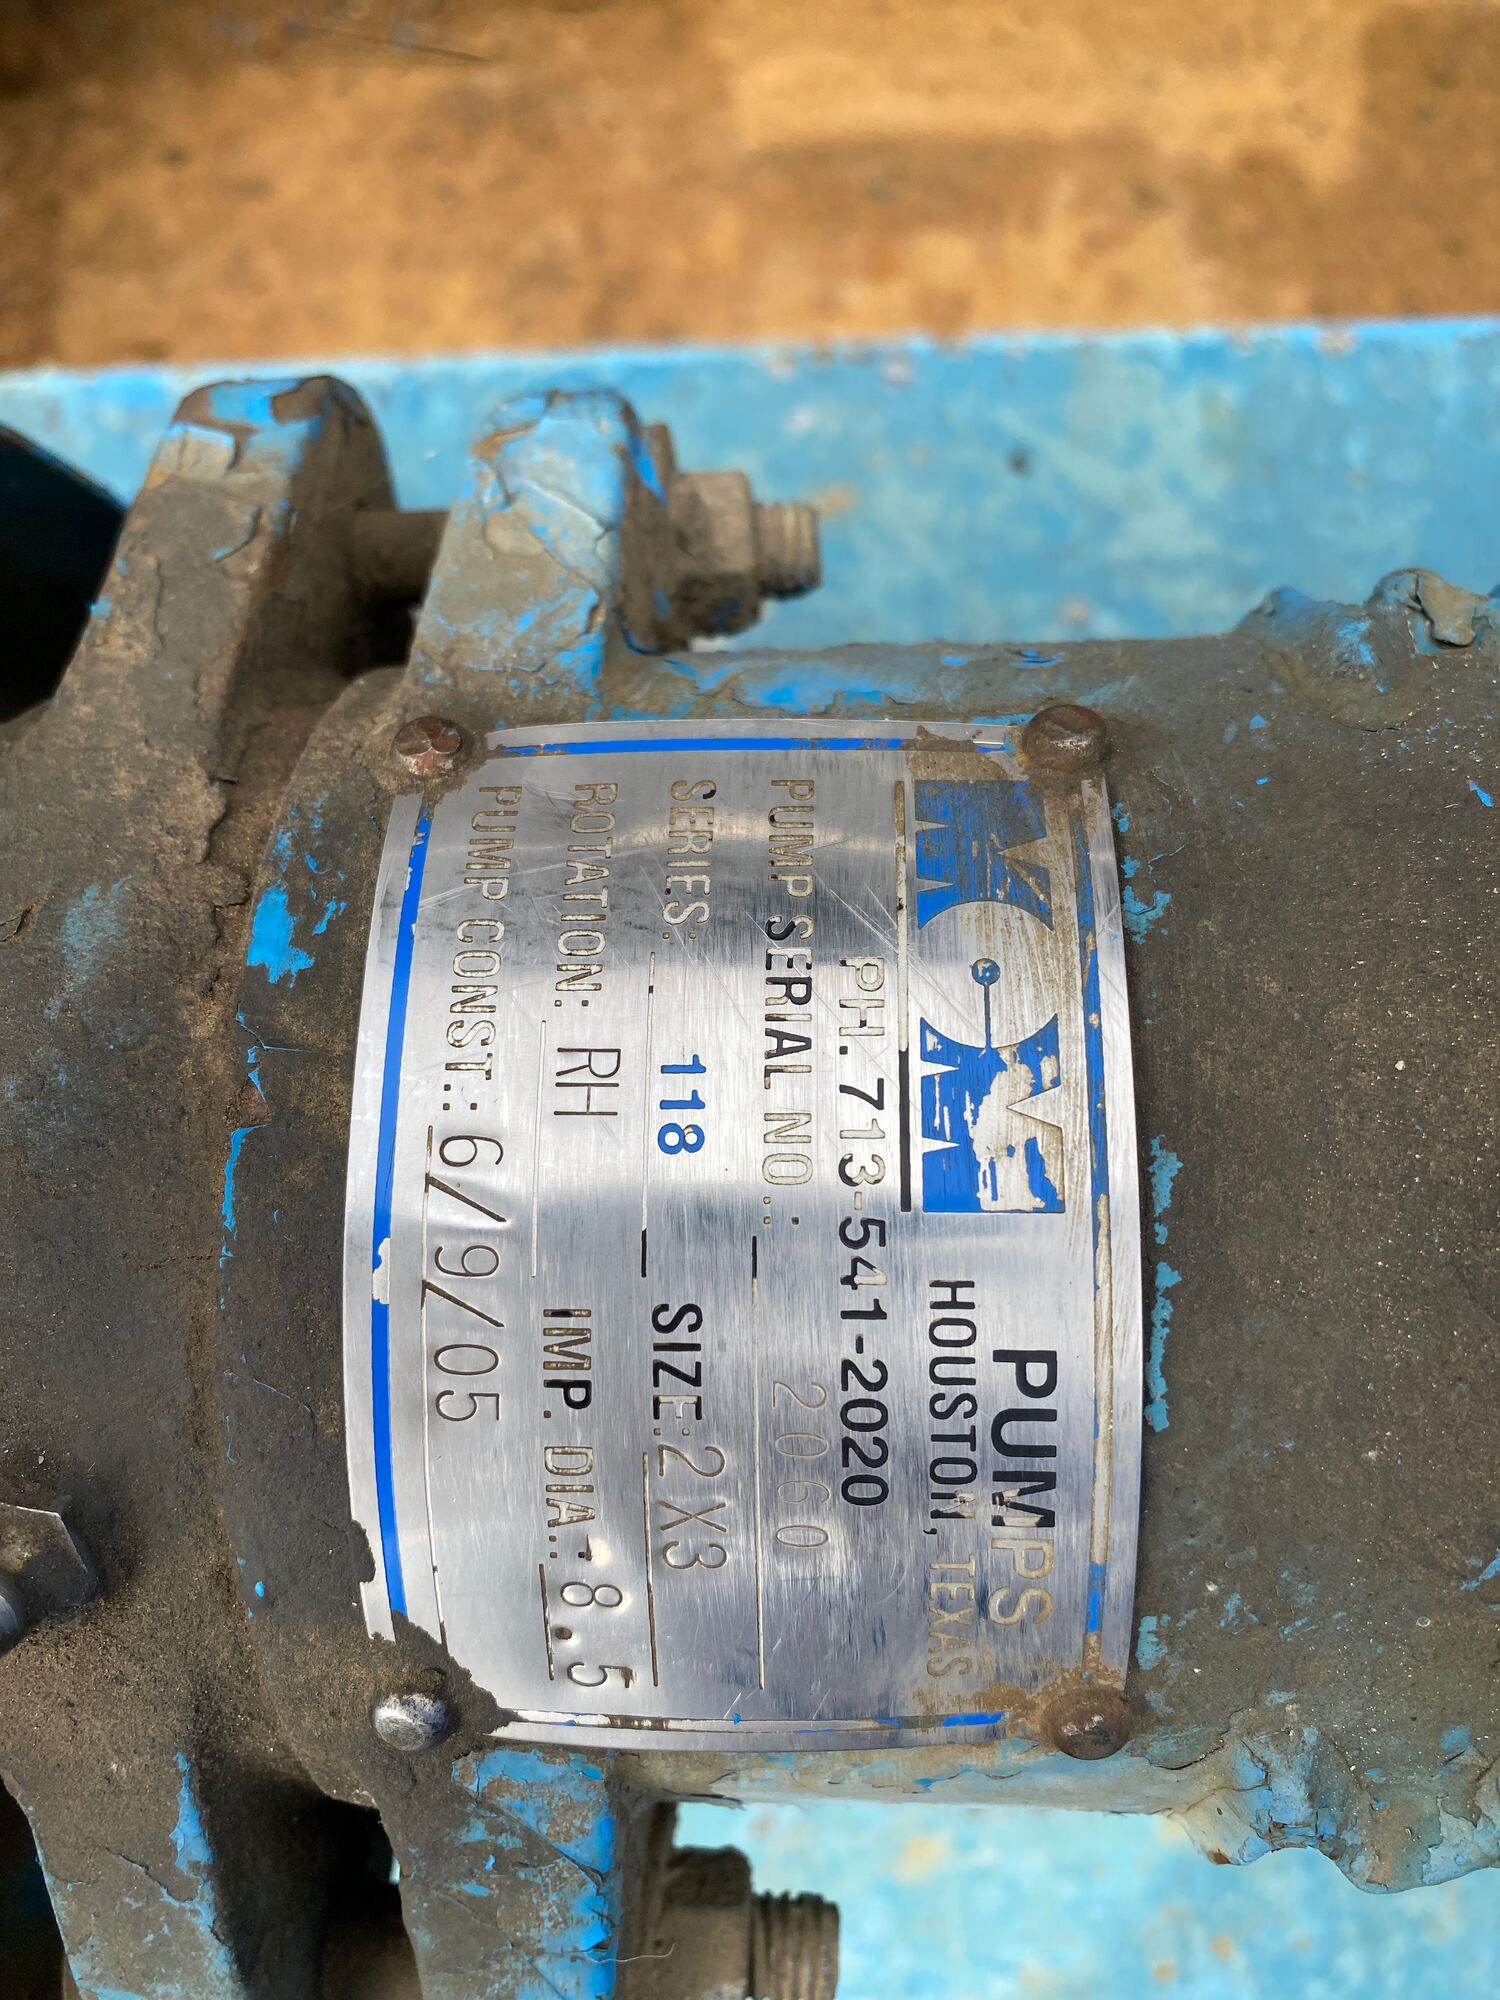 PUMPS
HOUSTON, TEXAS
PH. 713-541-2020
PUMP SERIAL NO.: 2060
SERIES: 118 SIZE: 2X3
ROTATION: RH IMP. DIA.: 8.5
PUMP CONST.: 6/9/05